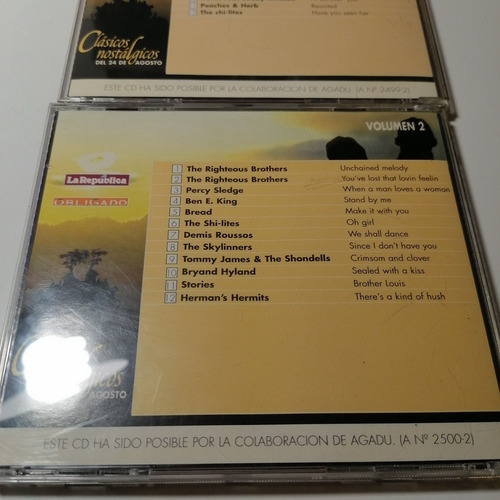 Peaches & Herb
Reunited
The shi-lites
Have you seen her
Clásicos
nostálgicos
DEL 24 DE AGOSTO
ESTE CD HA SIDO POSIBLE POR LA COLABORACION DE AGADU. (A Nº 2499-2)
VOLUMEN 2
La República
OBLIGADO
1 The Righteous Brothers Unchained melody
2 The Righteous Brothers You've lost that lovin feelin
3 Percy Sledge When a man loves a woman
4 Ben E. King Stand by me
5 Bread Make it with you
6 The Shi-lites Oh girl
7 Demis Roussos We shall dance
8 The Skylinners Since I don't have you
9 Tommy James & The Shondells Crimsom and clover
10 Bryand Hyland Sealed with a kiss
11 Stories Brother Louis
12 Herman's Hermits There's a kind of hush
AGOSTO
ESTE CD HA SIDO POSIBLE POR LA COLABORACION DE AGADU. (A Nº 2500-2)